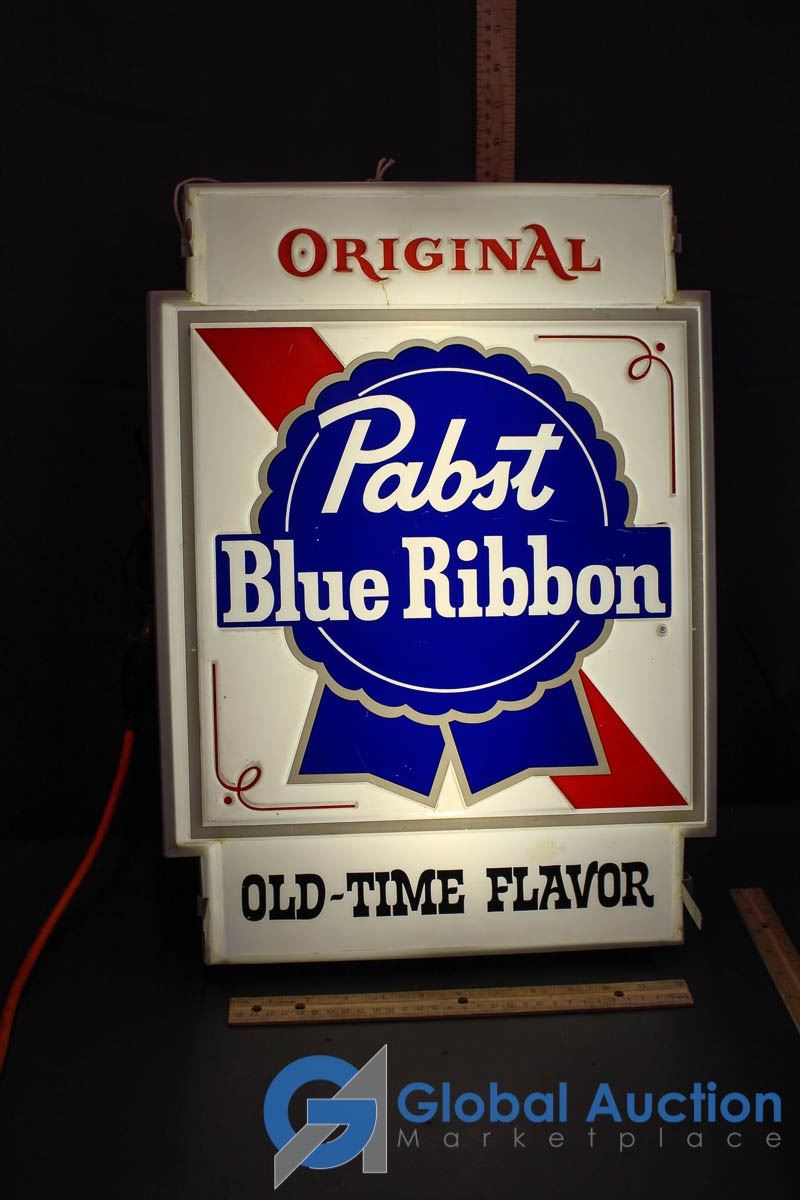 ORIGINAL
Pabst
Blue Ribbon
®
OLD-TIME FLAVOR
Global Auction
Marketplace